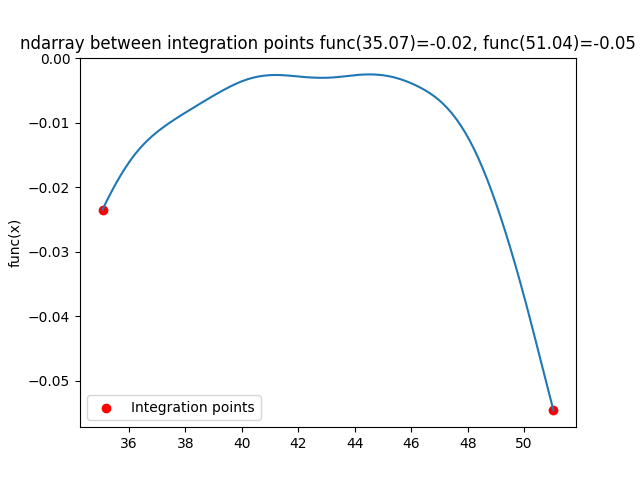 ndarray between integration points func(35.07)=-0.02, func(51.04)=-0.05
0.00
−0.01
−0.02
−0.03
−0.04
−0.05
func(x)
Integration points
36 38 40 42 44 46 48 50